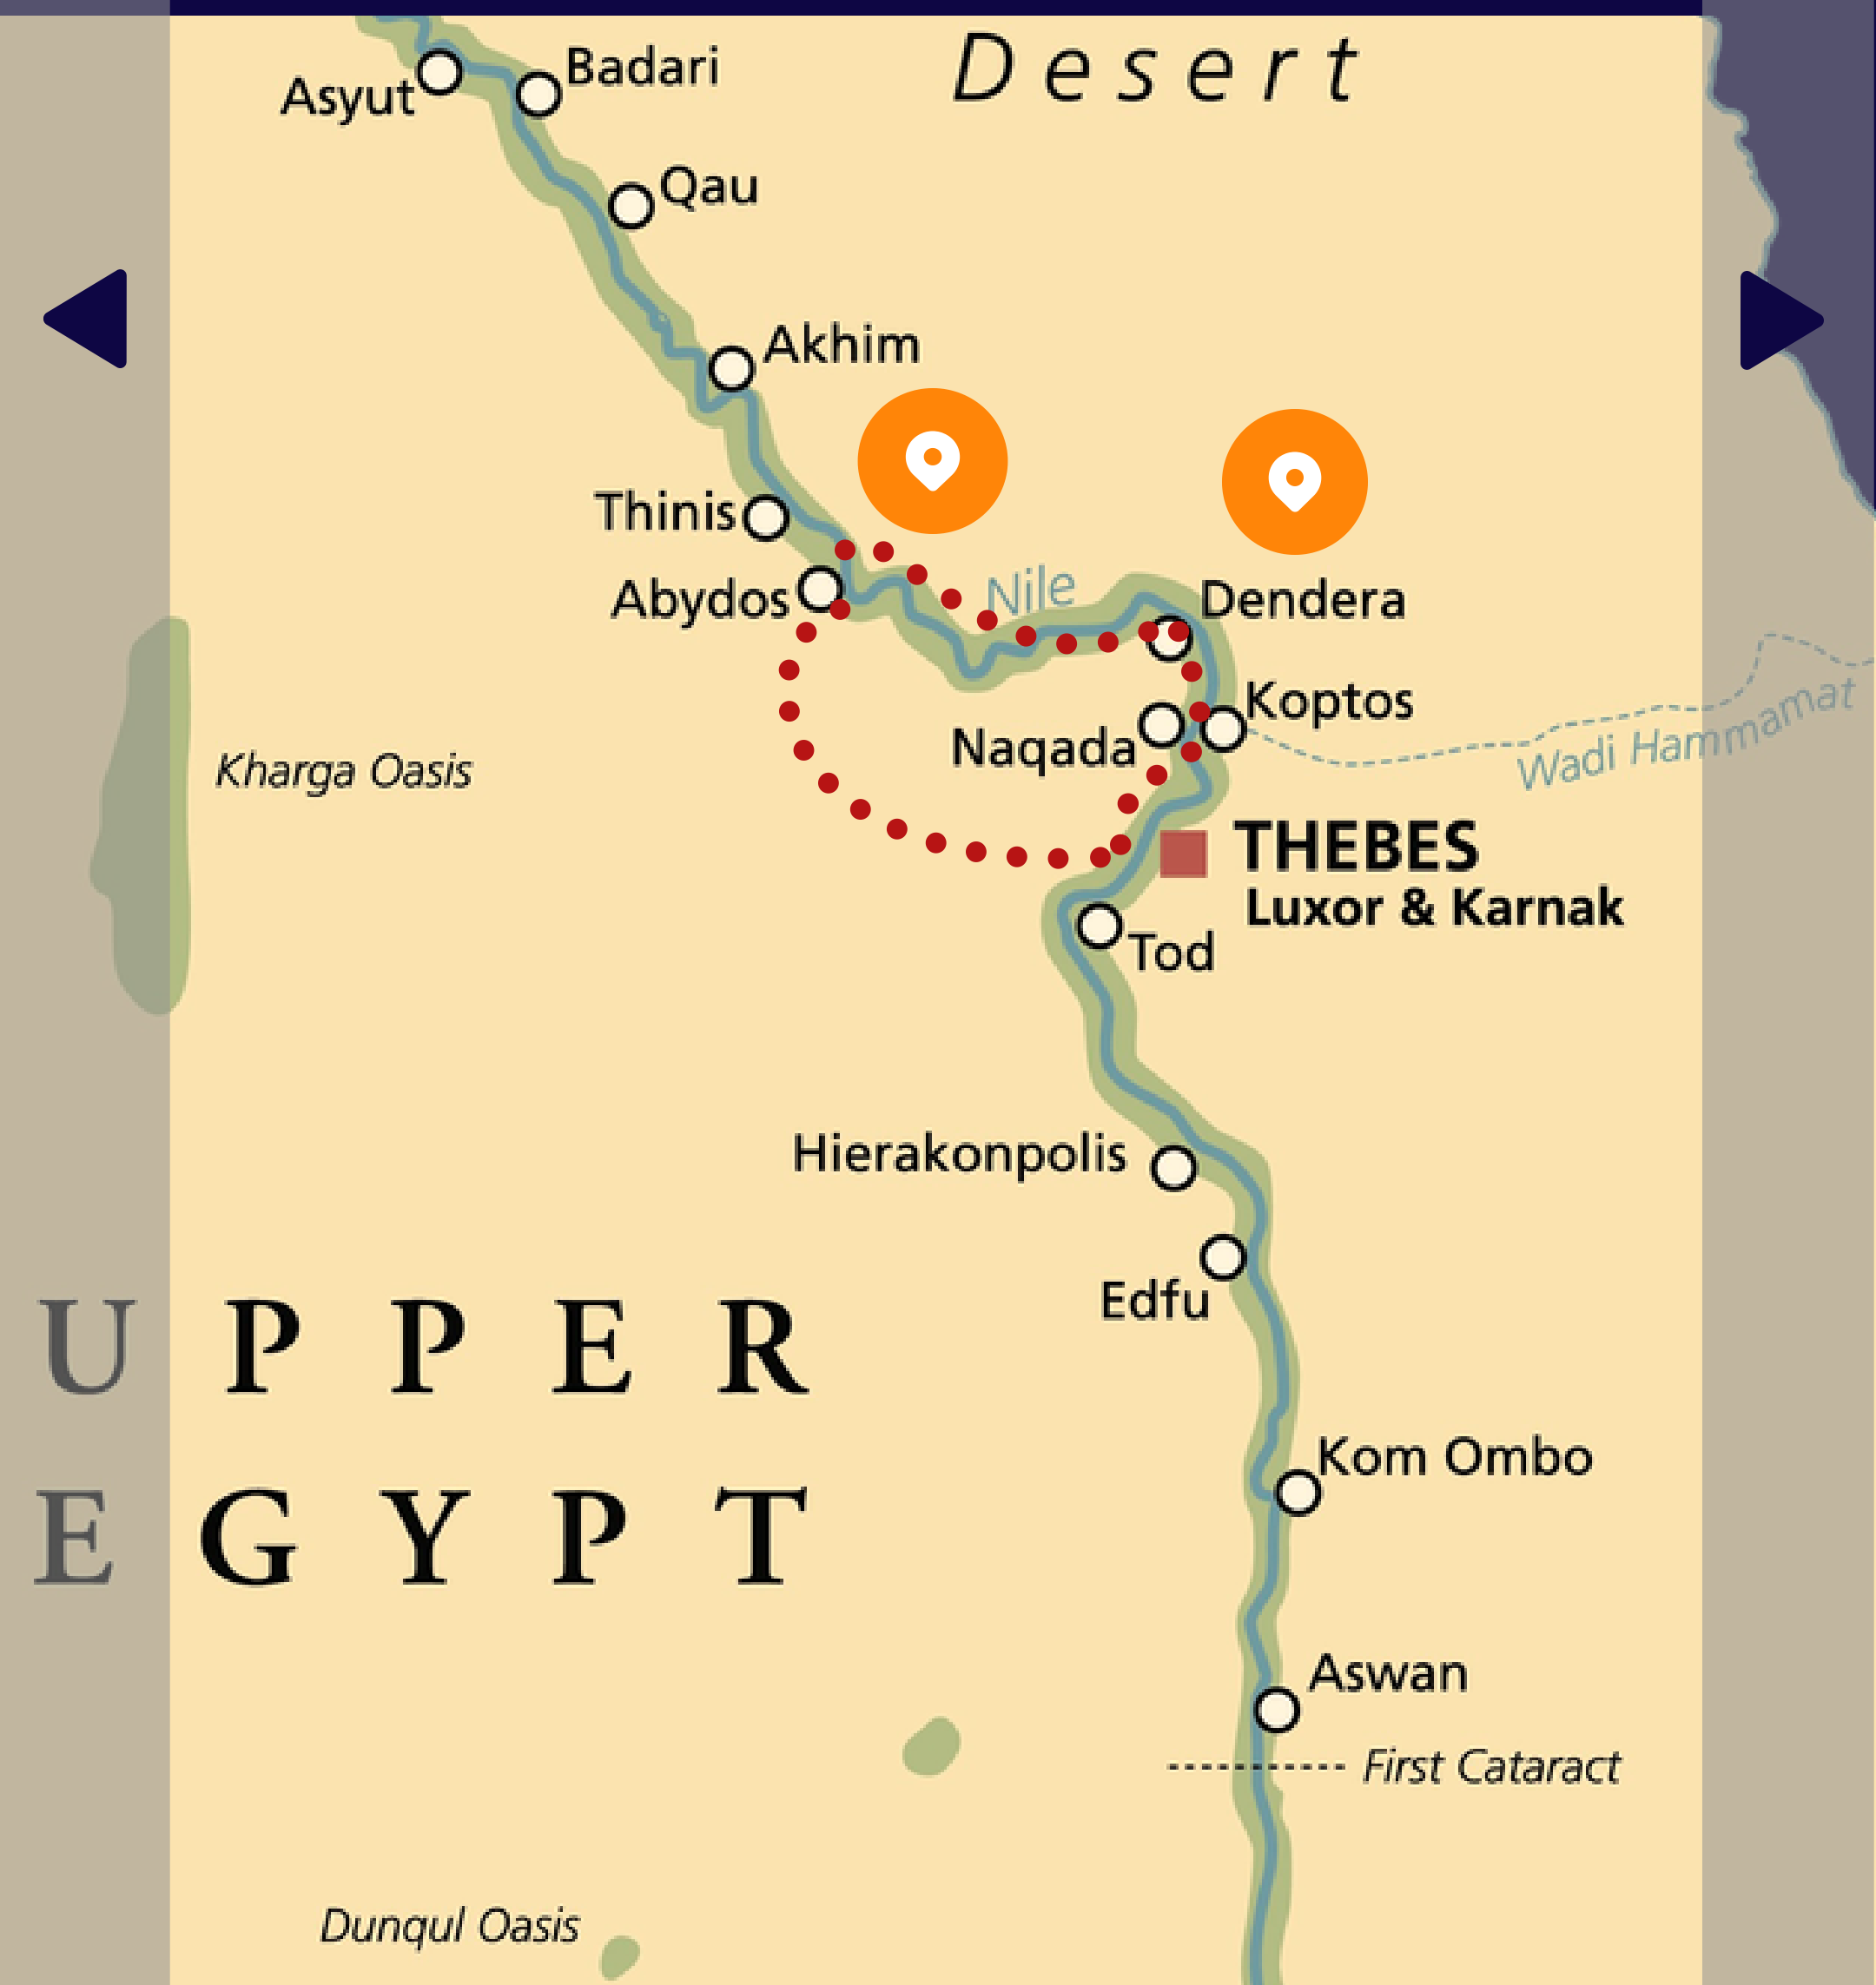 Desert
Badari
Asyut
Qau
Akhim
Thinis
Nile
Abydos
Dendera
Koptos
Naqada
Wadi Hammamat
Kharga Oasis
THEBES
Luxor & Karnak
Tod
Hierakonpolis
Edfu
UPPER
EGYPT
Kom Ombo
Aswan
First Cataract
Dunqul Oasis